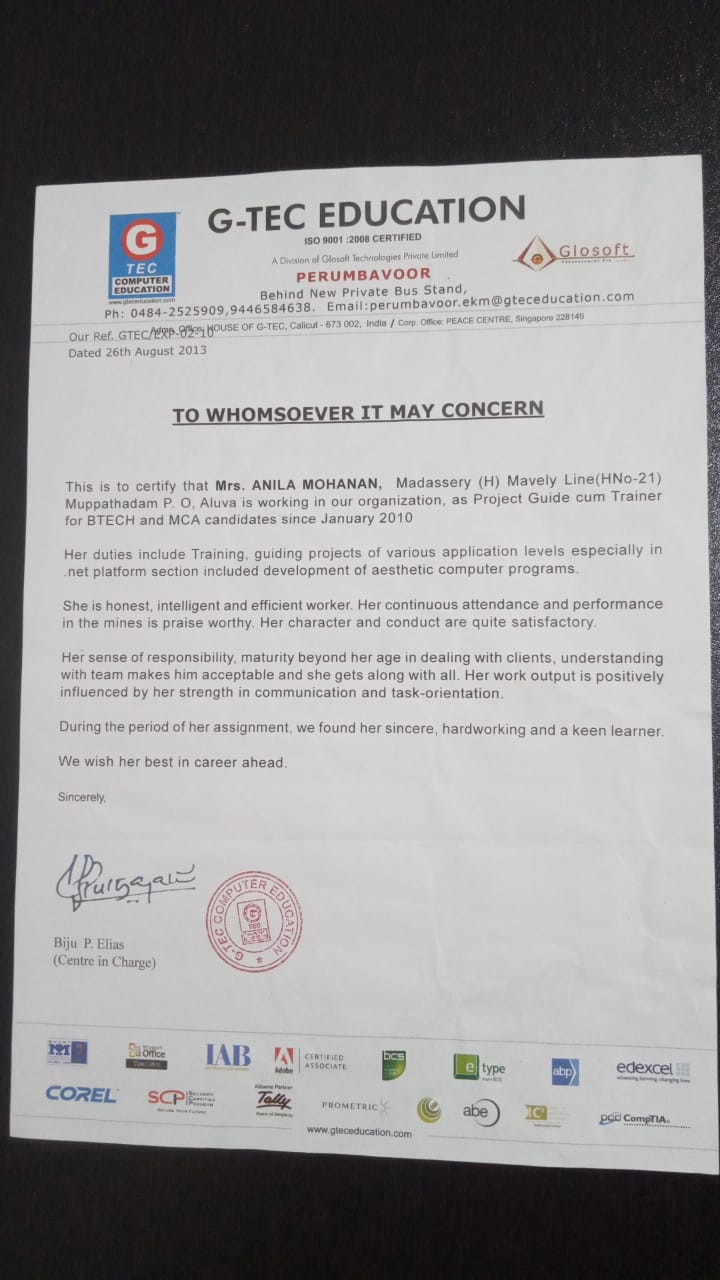 G-TEC EDUCATION
ISO 9001 :2008 CERTIFIED
A Division of Glosoft Technologies Private Limited
PERUMBAVOOR
Behind New Private Bus Stand,
Ph: 0484-2525909,9446584638. Email:perumbavoor.ekm@gteceducation.com
Admn. Office: HOUSE OF G-TEC, Calicut - 673 002, India / Corp. Office: PEACE CENTRE, Singapore 228149
G
TEC
COMPUTER
EDUCATION
www.gteceducation.com
Glosoft
Our Ref. GTEC/EXP-02-10
Dated 26th August 2013
TO WHOMSOEVER IT MAY CONCERN
This is to certify that Mrs. ANILA MOHANAN, Madassery (H) Mavely Line(HNo-21)
Muppathadam P. O, Aluva is working in our organization, as Project Guide cum Trainer
for BTECH and MCA candidates since January 2010
Her duties include Training, guiding projects of various application levels especially in
.net platform section included development of aesthetic computer programs.
She is honest, intelligent and efficient worker. Her continuous attendance and performance
in the mines is praise worthy. Her character and conduct are quite satisfactory.
Her sense of responsibility, maturity beyond her age in dealing with clients, understanding
with team makes him acceptable and she gets along with all. Her work output is positively
influenced by her strength in communication and task-orientation.
During the period of her assignment, we found her sincere, hardworking and a keen learner.
We wish her best in career ahead.
Sincerely,
G-TEC COMPUTER EDUCATION
Biju P. Elias
(Centre in Charge)
Office
IAB
Adobe
CERTIFIED
ASSOCIATE
bcs
e type
abp
edexcel
COREL
SCP
Security
Certified
Program
Tally
PROMETRIC
abe
CompTIA
www.gteceducation.com